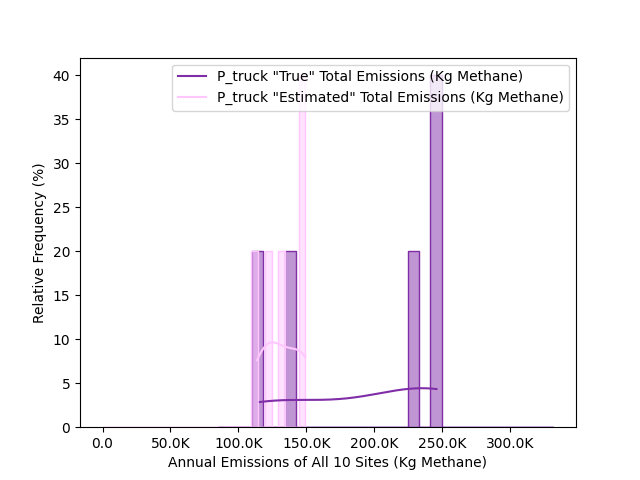 P_truck "True" Total Emissions (Kg Methane)
P_truck "Estimated" Total Emissions (Kg Methane)
40
35
30
25
20
15
10
5
0
Relative Frequency (%)
0.0 50.0K 100.0K 150.0K 200.0K 250.0K 300.0K
Annual Emissions of All 10 Sites (Kg Methane)